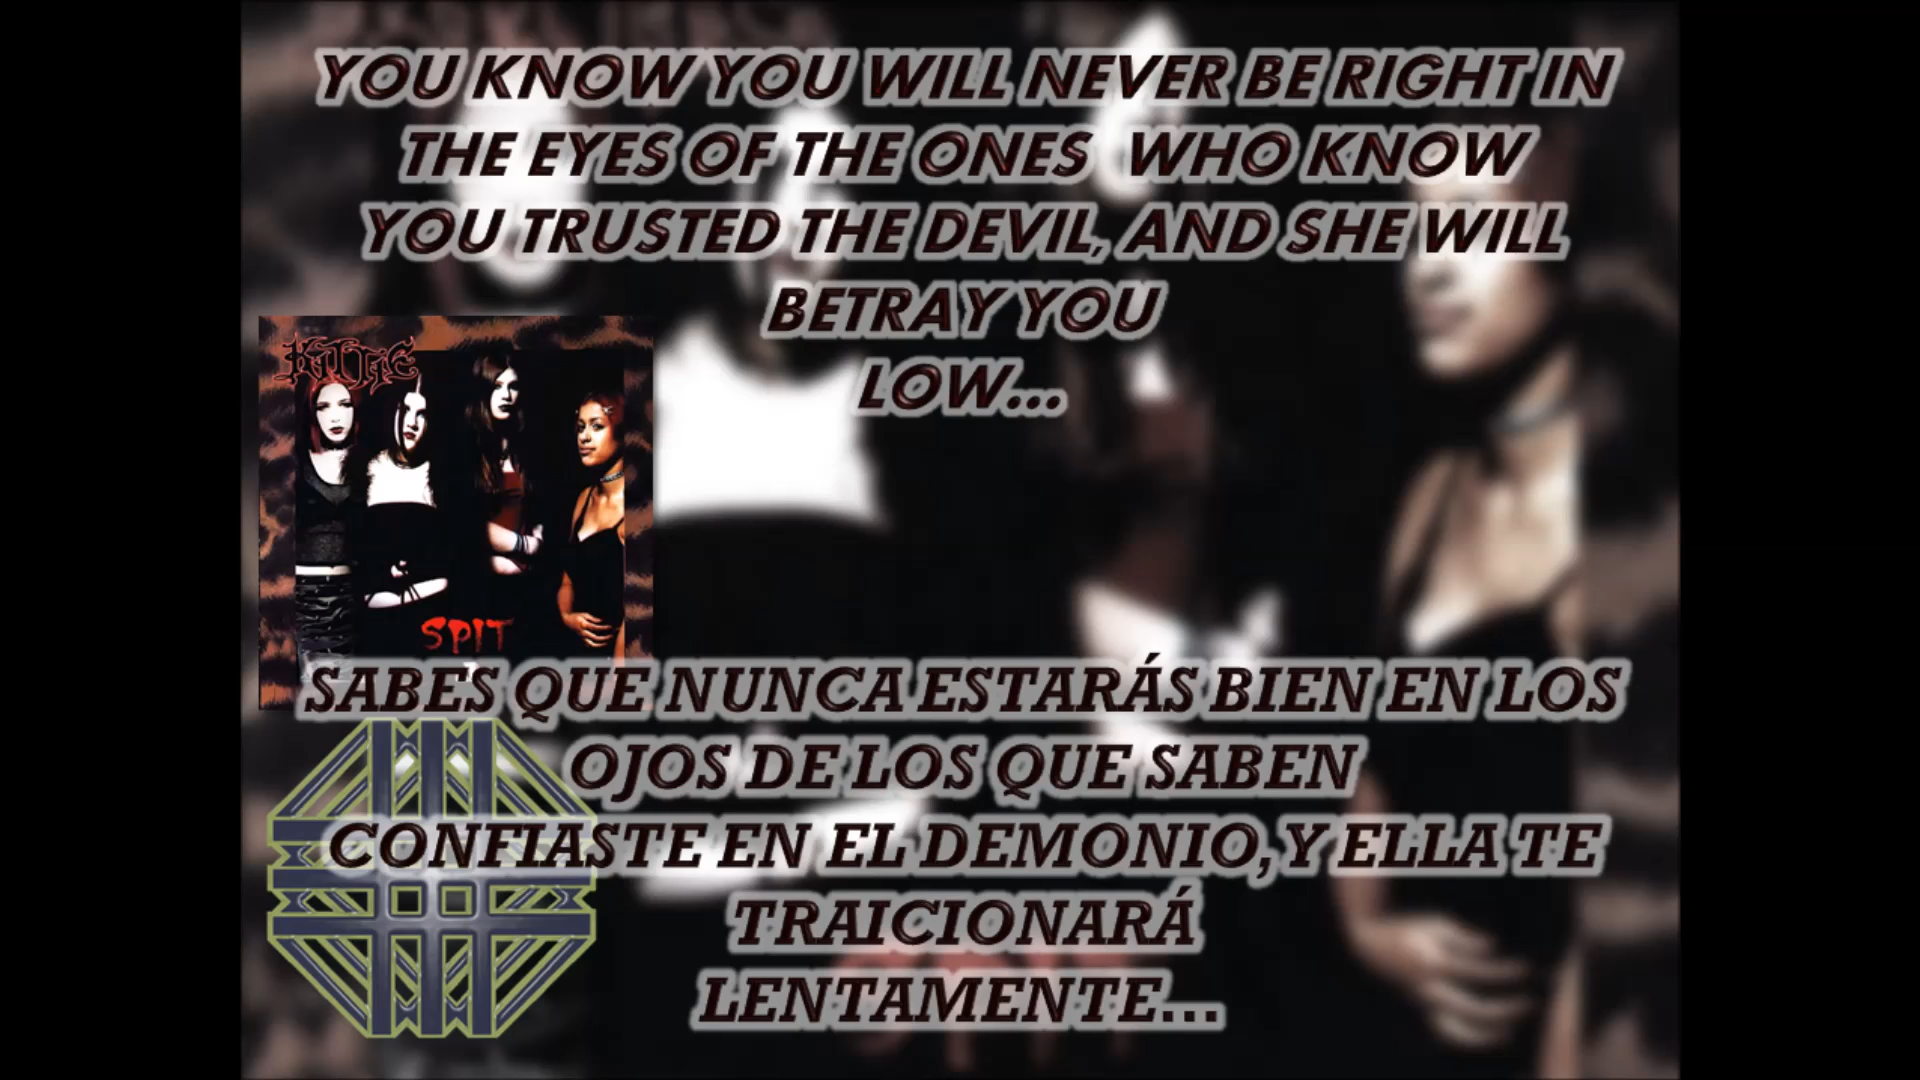 YOU KNOW YOU WILL NEVER BE RIGHT IN
THE EYES OF THE ONES WHO KNOW
YOU TRUSTED THE DEVIL, AND SHE WILL
BETRAY YOU
LOW...
KITTIE
SPIT
SABES QUE NUNCA ESTARÁS BIEN EN LOS
OJOS DE LOS QUE SABEN
CONFIASTE EN EL DEMONIO, Y ELLA TE
TRAICIONARÁ
LENTAMENTE...